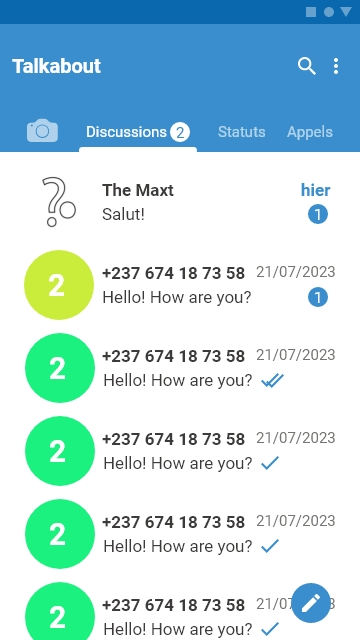 Talkabout
Discussions 2 Statuts Appels
The Maxt hier
Salut! 1
2 +237 674 18 73 58 21/07/2023
Hello! How are you? 1
2 +237 674 18 73 58 21/07/2023
Hello! How are you?
2 +237 674 18 73 58 21/07/2023
Hello! How are you?
2 +237 674 18 73 58 21/07/2023
Hello! How are you?
2 +237 674 18 73 58 21/07
Hello! How are you?